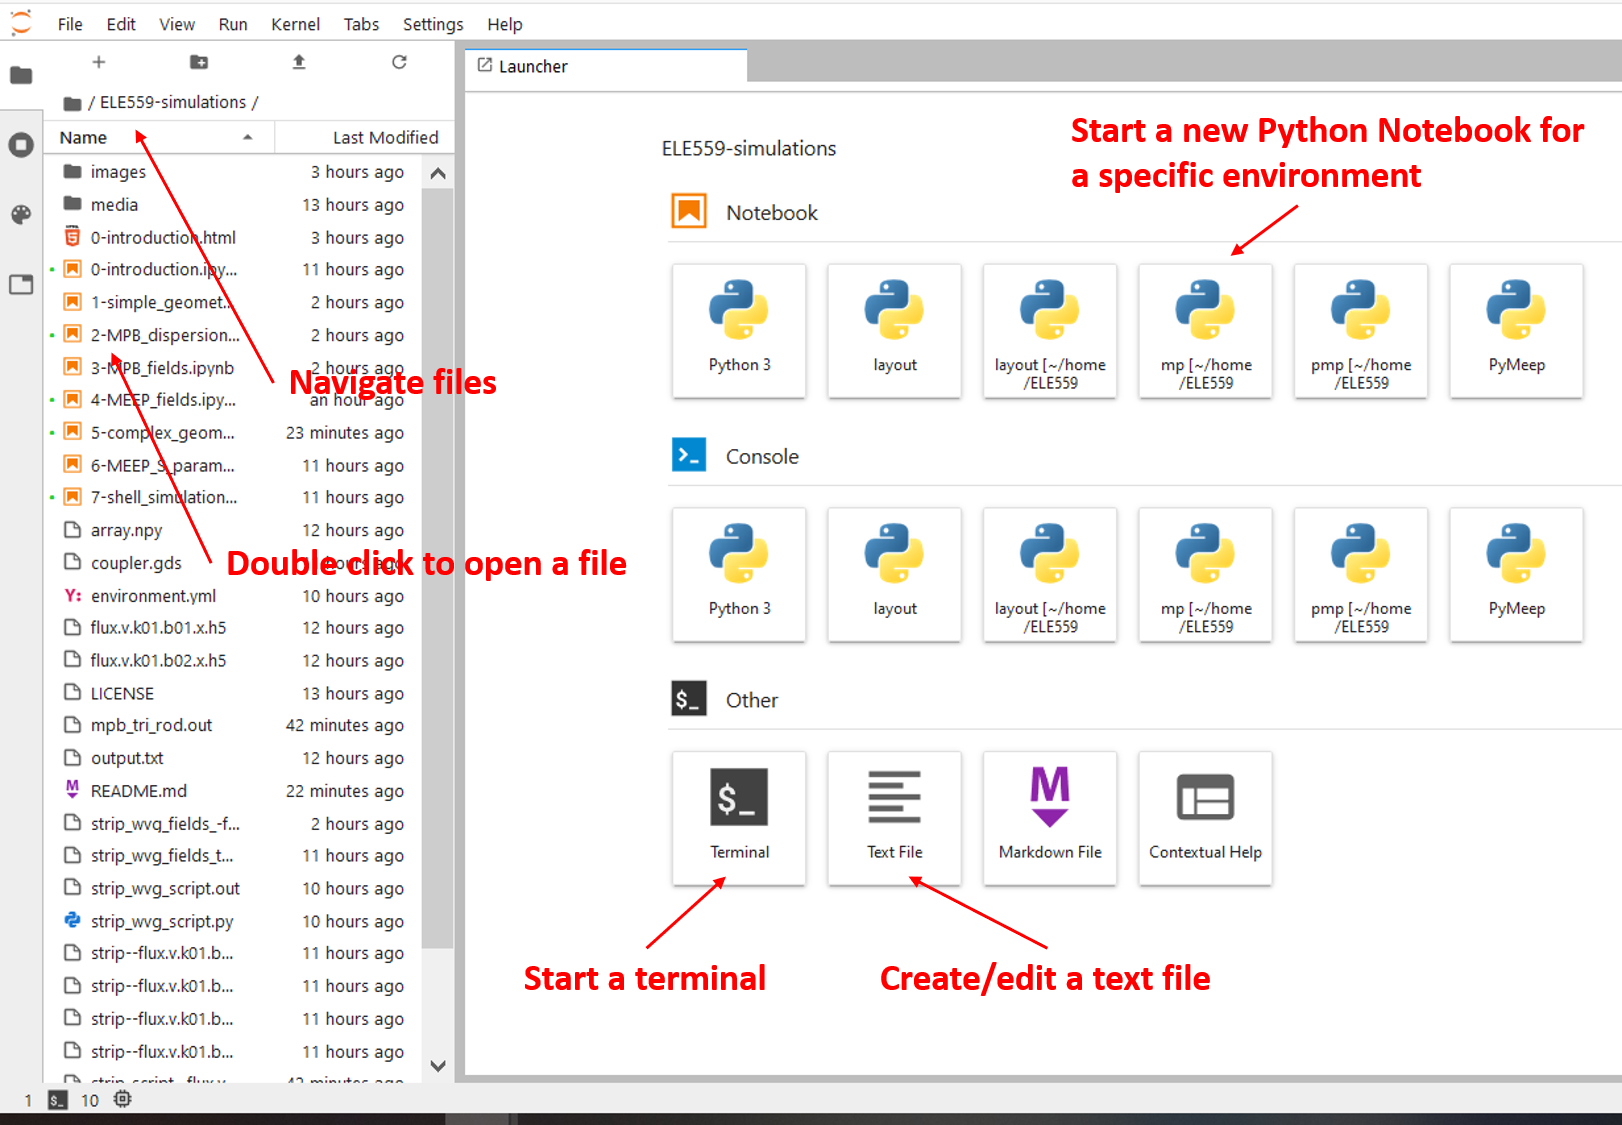 File Edit View Run Kernel Tabs Settings Help
Launcher
/ ELE559-simulations /
Name Last Modified
images 3 hours ago
media 13 hours ago
0-introduction.html 3 hours ago
0-introduction.ipy... 11 hours ago
1-simple_geomet... 2 hours ago
2-MPB_dispersion... 2 hours ago
3-MPB_fields.ipynb 2 hours ago
4-MEEP_fields.ipy... an hour ago
5-complex_geom... 23 minutes ago
6-MEEP_S_param... 11 hours ago
7-shell_simulation... 11 hours ago
array.npy 12 hours ago
coupler.gds hours ago
environment.yml 10 hours ago
flux.v.k01.b01.x.h5 12 hours ago
flux.v.k01.b02.x.h5 12 hours ago
LICENSE 13 hours ago
mpb_tri_rod.out 42 minutes ago
output.txt 12 hours ago
README.md 22 minutes ago
strip_wvg_fields_-f... 2 hours ago
strip_wvg_fields_t... 11 hours ago
strip_wvg_script.out 10 hours ago
strip_wvg_script.py 10 hours ago
strip--flux.v.k01.b... 11 hours ago
strip--flux.v.k01.b... 11 hours ago
strip--flux.v.k01.b... 11 hours ago
strip--flux.v.k01.b... 11 hours ago
Navigate files
Double click to open a file
ELE559-simulations
Start a new Python Notebook for
a specific environment
Notebook
Python 3
layout
layout [~/home
/ELE559
mp [~/home
/ELE559
pmp [~/home
/ELE559
PyMeep
Console
Python 3
layout
layout [~/home
/ELE559
mp [~/home
/ELE559
pmp [~/home
/ELE559
PyMeep
$_ Other
$_
Terminal
Text File
M
Markdown File
Contextual Help
Start a terminal
Create/edit a text file
1 $_ 10